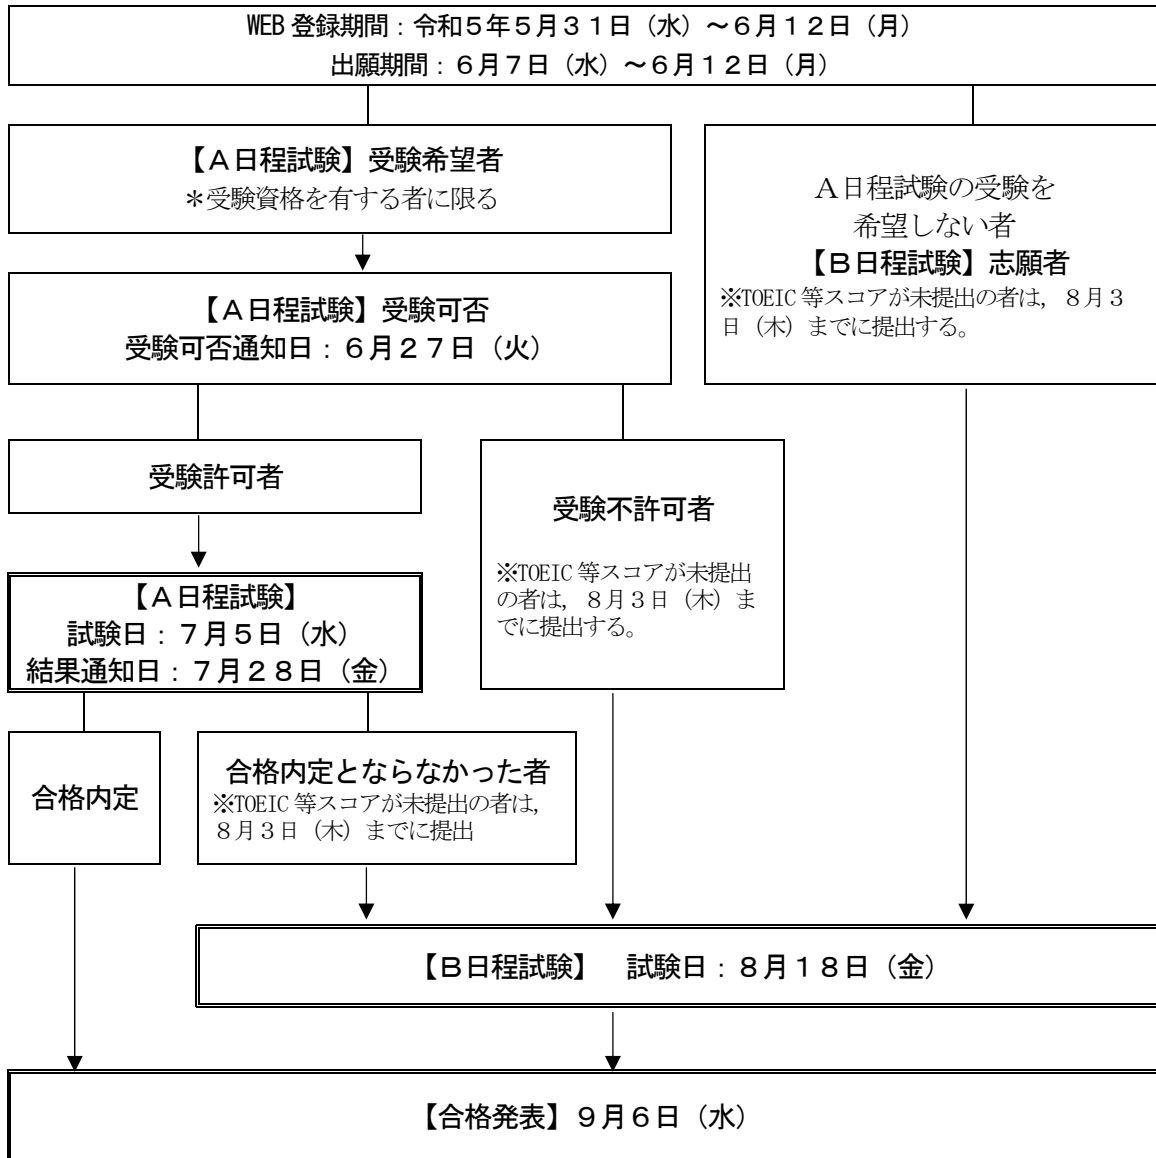 WEB 登録期間：令和５年５月３１日（水）～６月１２日（月）
出願期間：６月７日（水）～６月１２日（月）
【Ａ日程試験】受験希望者
＊受験資格を有する者に限る
Ａ日程試験の受験を
希望しない者
【Ｂ日程試験】志願者
※TOEIC 等スコアが未提出の者は，８月３
日（木）までに提出する。
【Ａ日程試験】受験可否
受験可否通知日：６月２７日（火）
受験許可者
受験不許可者
※TOEIC 等スコアが未提出
の者は，８月３日（木）ま
でに提出する。
【Ａ日程試験】
試験日：７月５日（水）
結果通知日：７月２８日（金）
合格内定
合格内定とならなかった者
※TOEIC 等スコアが未提出の者は，
８月３日（木）までに提出
【Ｂ日程試験】　試験日：８月１８日（金）
【合格発表】９月６日（水）